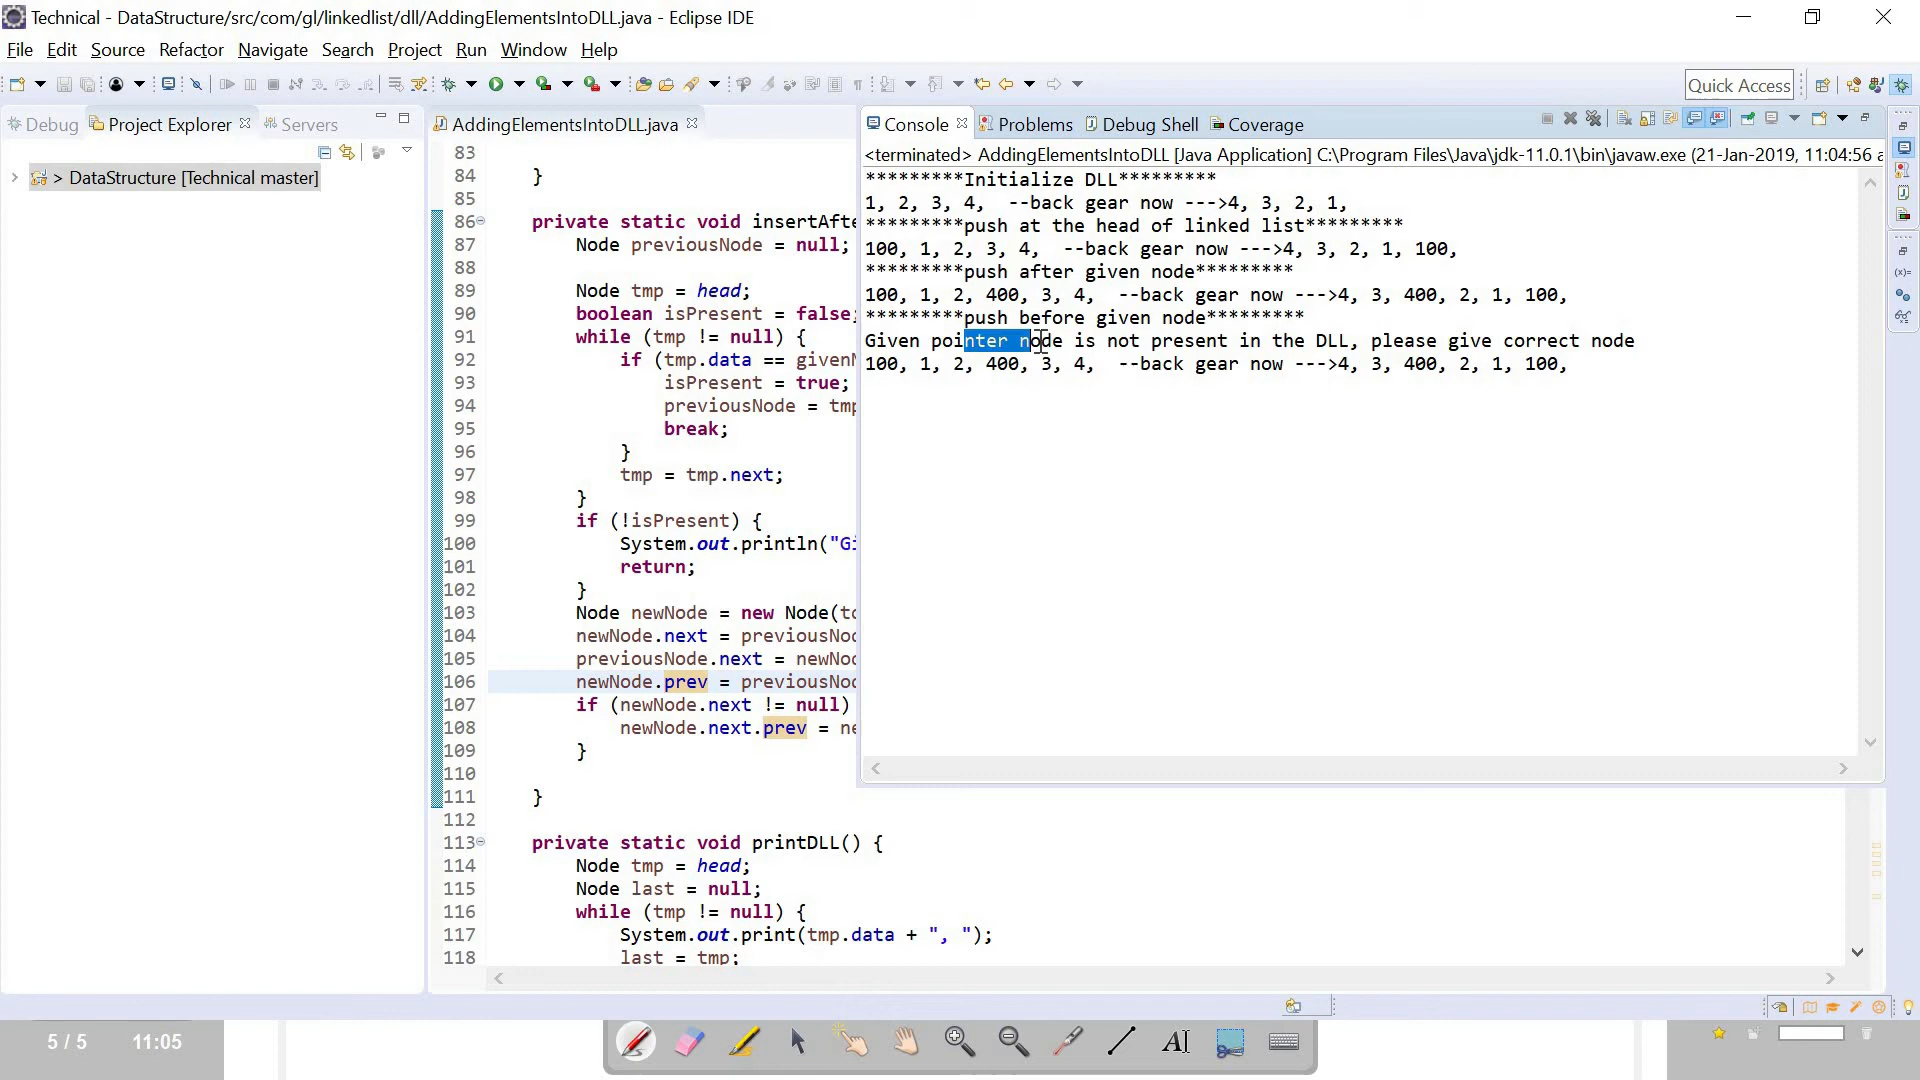 Technical - DataStructure/src/com/gl/linkedlist/dll/AddingElementsIntoDLL.java - Eclipse IDE
File Edit Source Refactor Navigate Search Project Run Window Help
Quick Access
Debug Project Explorer Servers
AddingElementsIntoDLL.java
Console Problems Debug Shell Coverage
> DataStructure [Technical master]
<terminated> AddingElementsIntoDLL [Java Application] C:\Program Files\Java\jdk-11.0.1\bin\javaw.exe (21-Jan-2019, 11:04:56 a
*********Initialize DLL*********
1, 2, 3, 4,  --back gear now --->4, 3, 2, 1,
*********push at the head of linked list*********
100, 1, 2, 3, 4,  --back gear now --->4, 3, 2, 1, 100,
*********push after given node*********
100, 1, 2, 400, 3, 4,  --back gear now --->4, 3, 400, 2, 1, 100,
*********push before given node*********
Given pointer node is not present in the DLL, please give correct node
100, 1, 2, 400, 3, 4,  --back gear now --->4, 3, 400, 2, 1, 100,
83
84 }
85
86 private static void insertAfte
87 Node previousNode = null;
88
89 Node tmp = head;
90 boolean isPresent = false;
91 while (tmp != null) {
92 if (tmp.data == givenN
93 isPresent = true;
94 previousNode = tmp
95 break;
96 }
97 tmp = tmp.next;
98 }
99 if (!isPresent) {
100 System.out.println("Gi
101 return;
102 }
103 Node newNode = new Node(to
104 newNode.next = previousNod
105 previousNode.next = newNod
106 newNode.prev = previousNod
107 if (newNode.next != null)
108 newNode.next.prev = ne
109 }
110
111 }
112
113 private static void printDLL() {
114 Node tmp = head;
115 Node last = null;
116 while (tmp != null) {
117 System.out.print(tmp.data + ", ");
118 last = tmp;
5 / 5 11:05